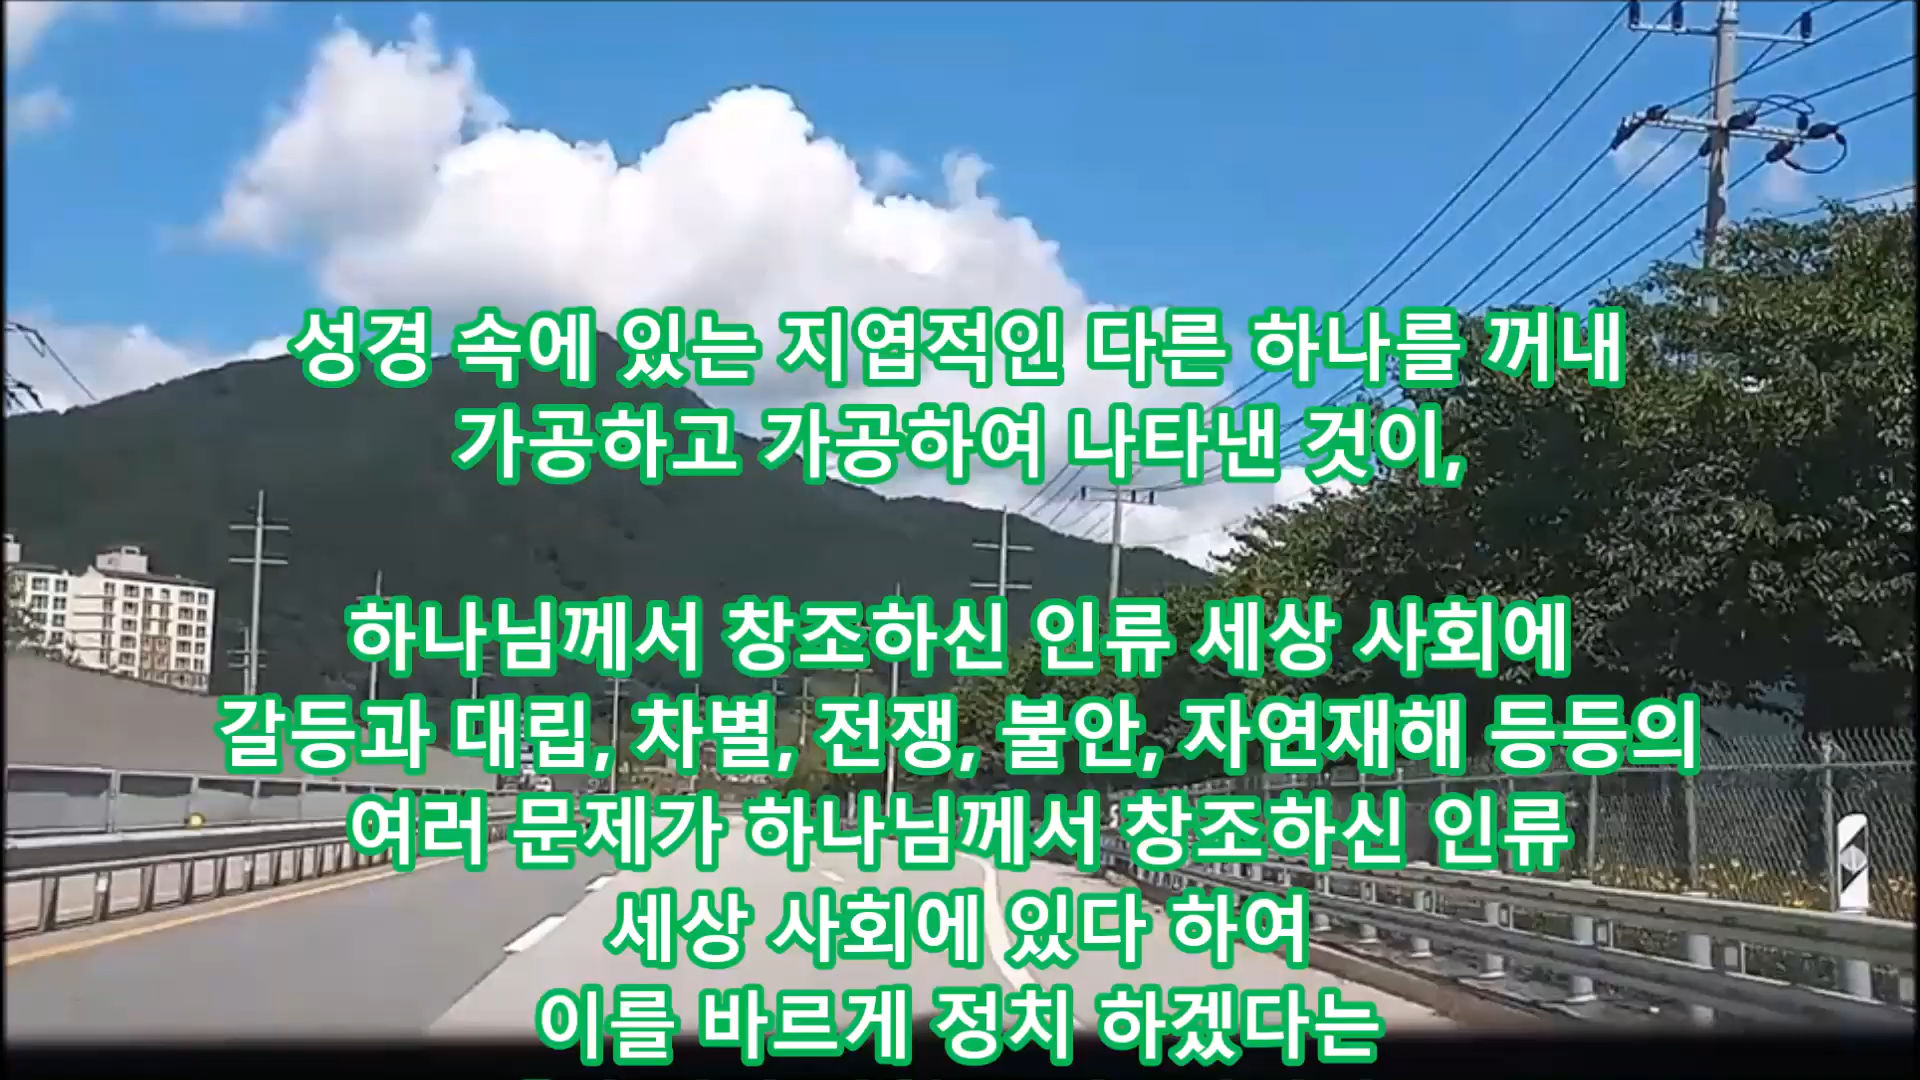 성경 속에 있는 지엽적인 다른 하나를 꺼내
가공하고 가공하여 나타낸 것이,
하나님께서 창조하신 인류 세상 사회에
갈등과 대립, 차별, 전쟁, 불안, 자연재해 등등의
여러 문제가 하나님께서 창조하신 인류
세상 사회에 있다 하여
이를 바르게 정치 하겠다는